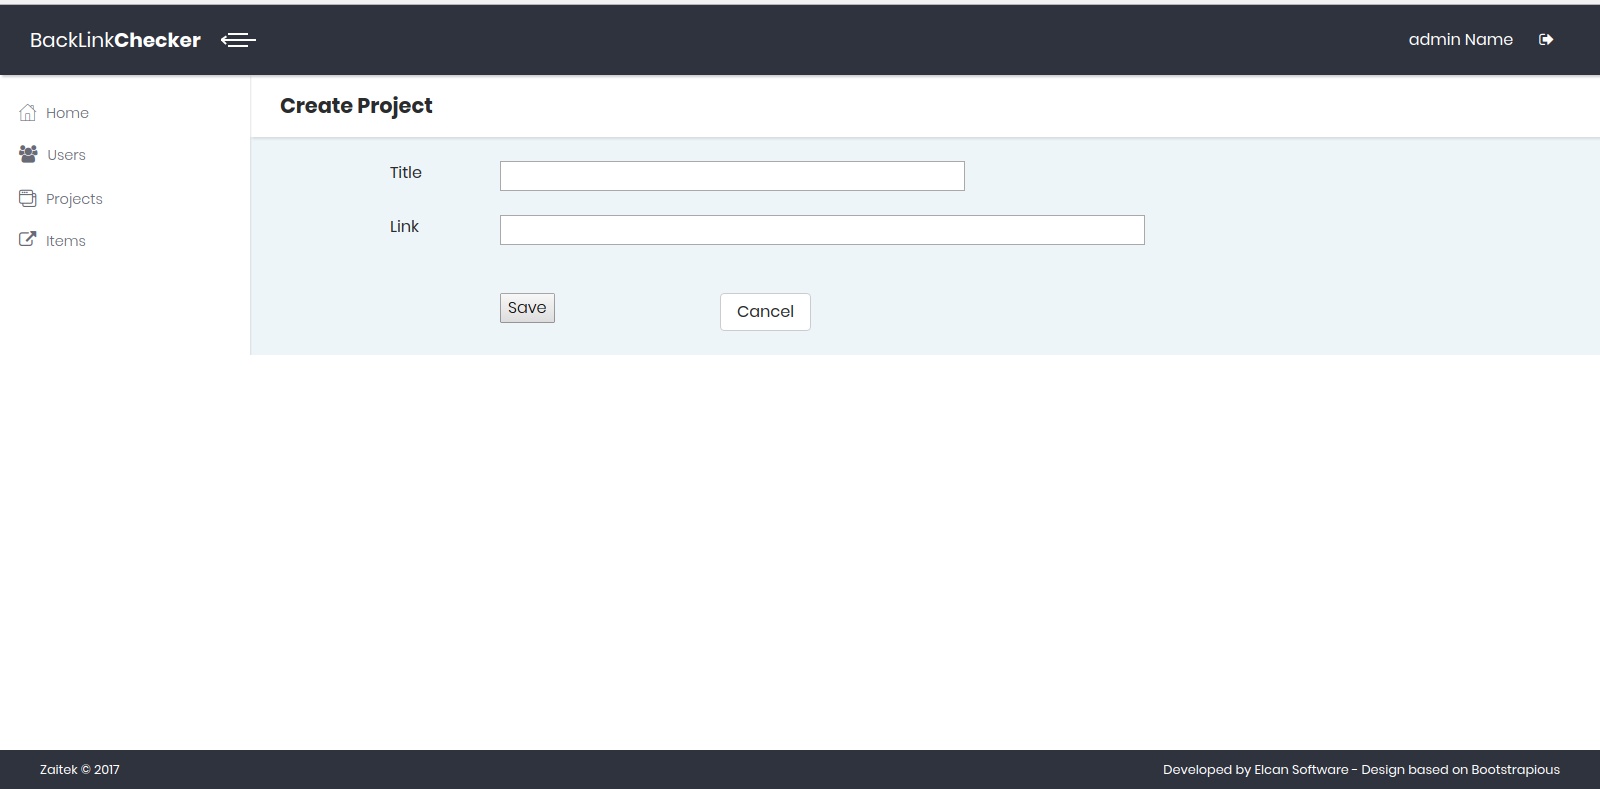 BackLinkChecker
admin Name
Home
Users
Projects
Items
Create Project
Title
Link
Save
Cancel
Zaitek © 2017
Developed by Elcan Software - Design based on Bootstrapious